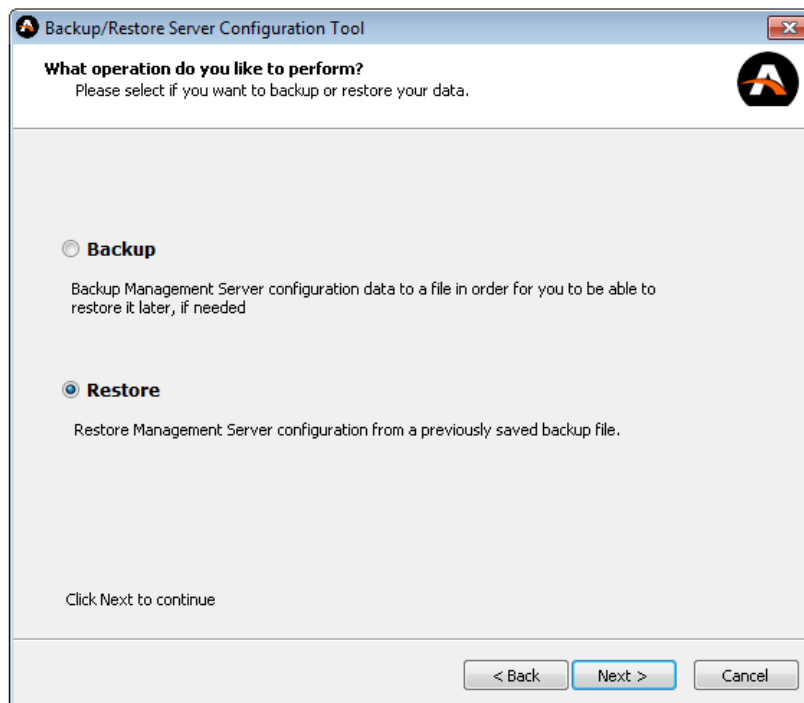 Backup/Restore Server Configuration Tool
What operation do you like to perform?
Please select if you want to backup or restore your data.
Backup
Backup Management Server configuration data to a file in order for you to be able to
restore it later, if needed
Restore
Restore Management Server configuration from a previously saved backup file.
Click Next to continue
< Back
Next >
Cancel